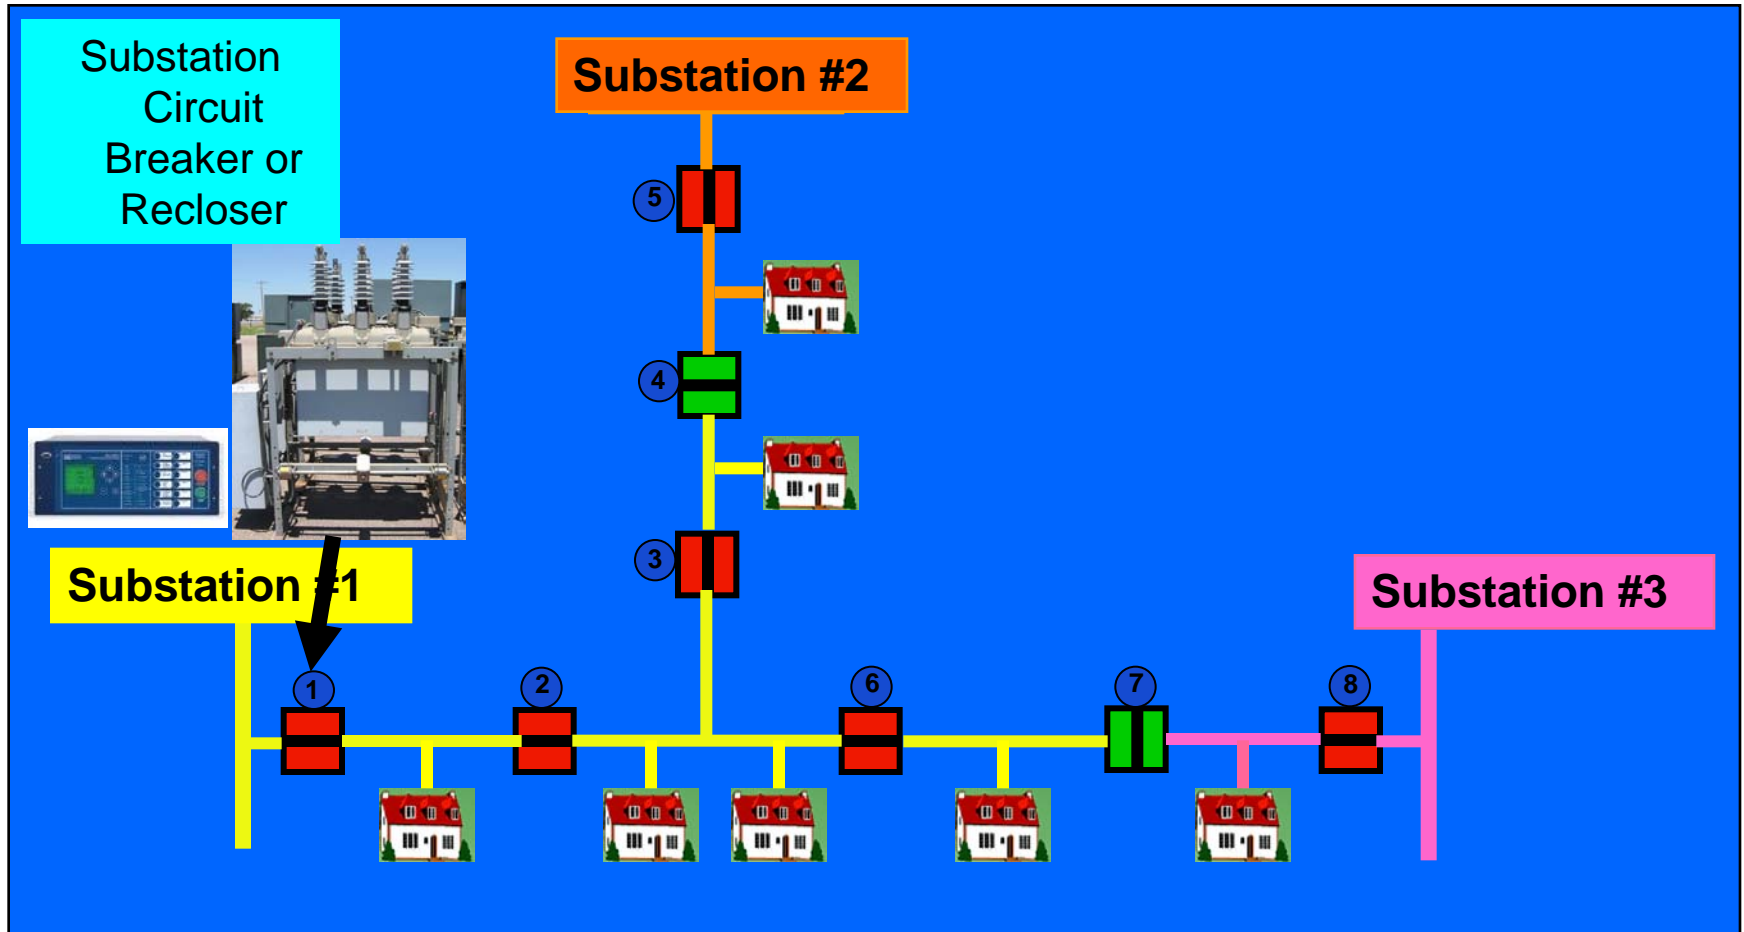 Substation
Circuit
Breaker or
Recloser
Substation #2
5
4
3
Substation #1
Substation #3
1
2
6
7
8